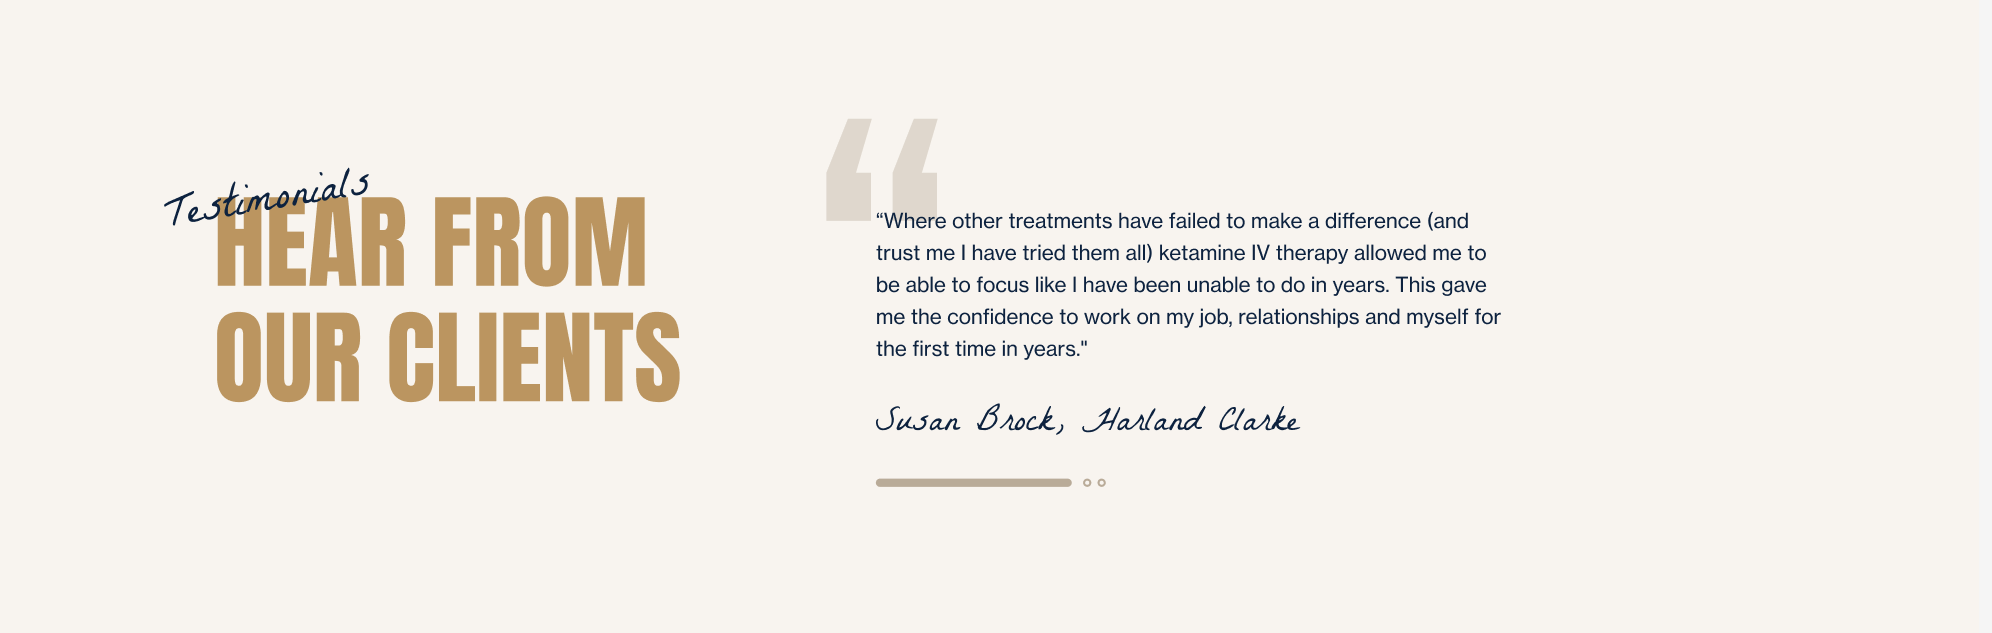 Testimonials
HEAR FROM
OUR CLIENTS
“Where other treatments have failed to make a difference (and
trust me I have tried them all) ketamine IV therapy allowed me to
be able to focus like I have been unable to do in years. This gave
me the confidence to work on my job, relationships and myself for
the first time in years."
Susan Brock, Harland Clarke